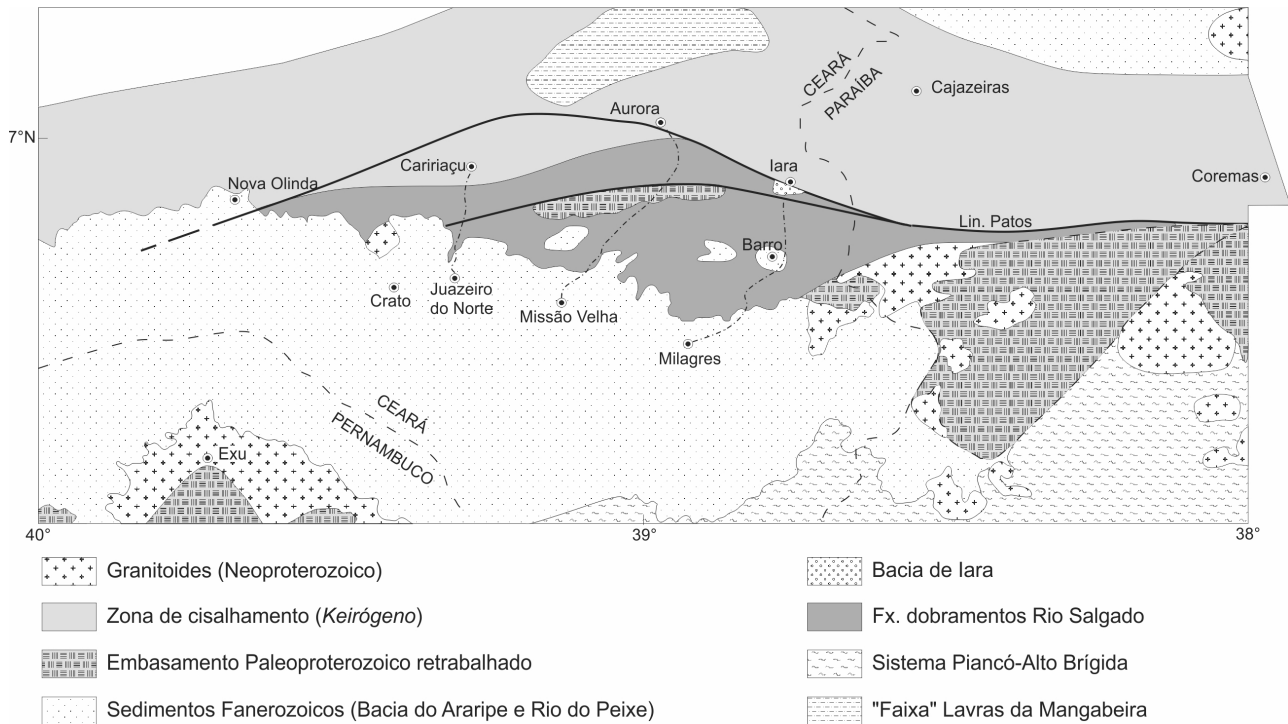 CEARÁ
PARAÍBA
Cajazeiras
Aurora
7°N
Caririaçu
Iara
Nova Olinda
Coremas
Lin. Patos
Barro
Crato
Juazeiro
do Norte
Missão Velha
Milagres
CEARÁ
PERNAMBUCO
Exu
40°
39°
38°
Granitoides (Neoproterozoico)
Zona de cisalhamento (Keirógeno)
Embasamento Paleoproterozoico retrabalhado
Sedimentos Fanerozoicos (Bacia do Araripe e Rio do Peixe)
Bacia de Iara
Fx. dobramentos Rio Salgado
Sistema Piancó-Alto Brígida
"Faixa" Lavras da Mangabeira